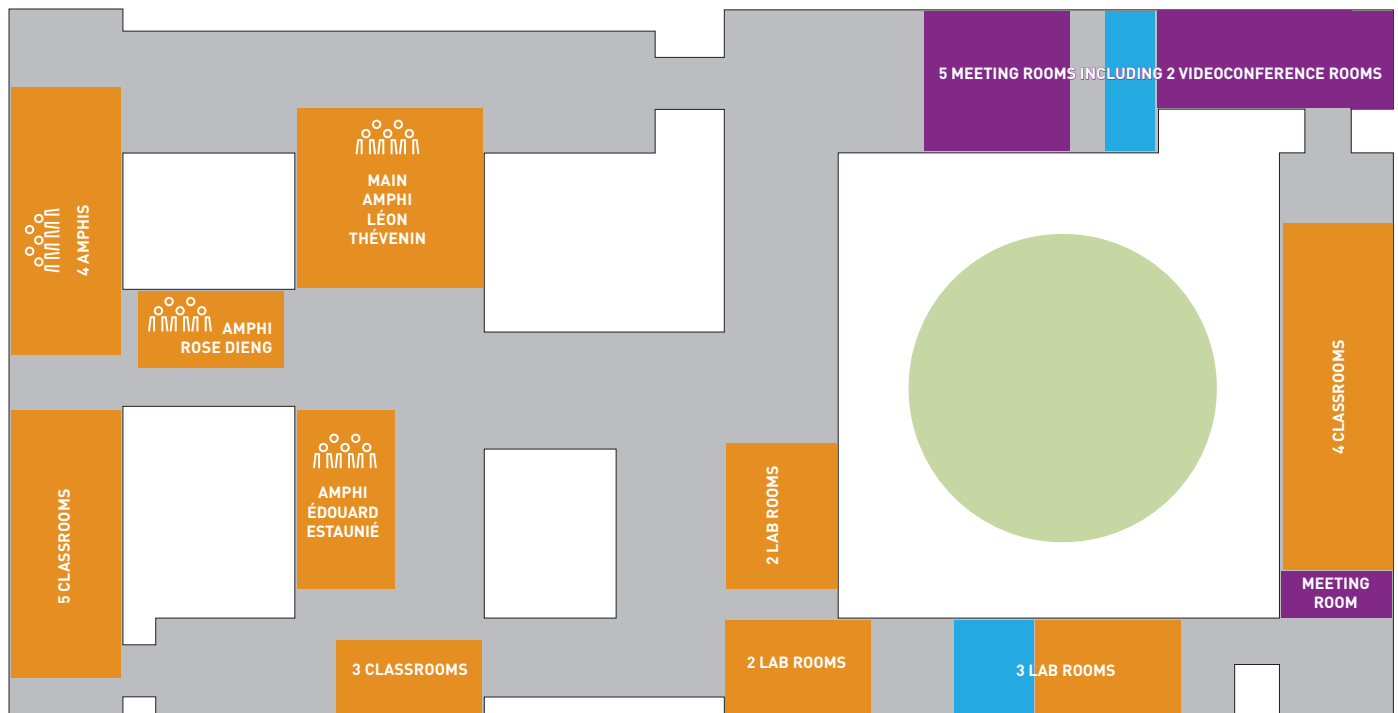 5 MEETING ROOMS INCLUDING 2 VIDEOCONFERENCE ROOMS
4 AMPHIS
MAIN
AMPHI
LÉON
THÉVENIN
AMPHI
ROSE DIENG
4 CLASSROOMS
5 CLASSROOMS
AMPHI
ÉDOUARD
ESTAUNIÉ
2 LAB ROOMS
MEETING
ROOM
3 CLASSROOMS
2 LAB ROOMS
3 LAB ROOMS